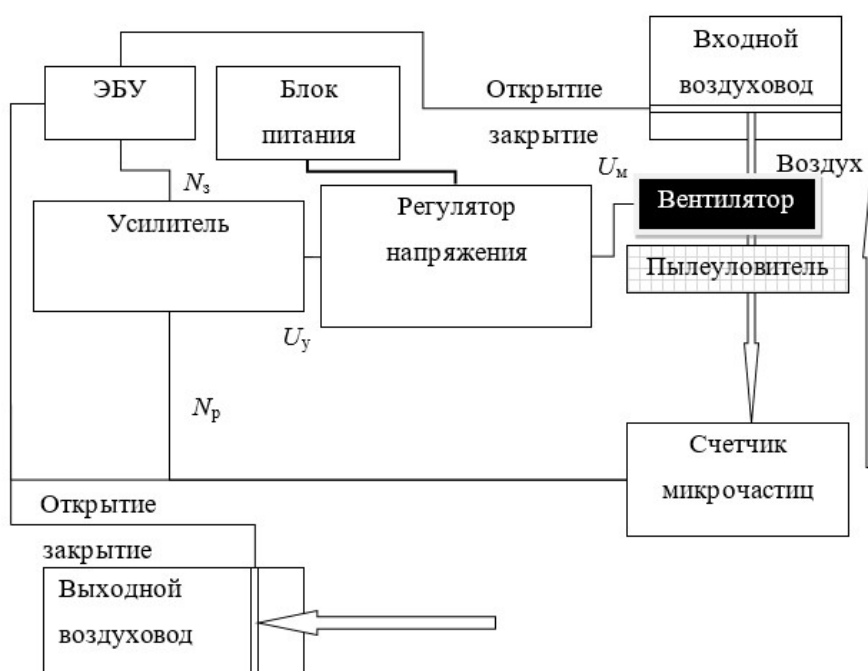 ЭБУ
Блок
питания
Открытие
закрытие
Входной
воздуховод
Воздух
Nз
Uм
Усилитель
Регулятор
напряжения
Вентилятор
Пылеуловитель
Uу
Nр
Счетчик
микрочастиц
Открытие
закрытие
Выходной
воздуховод